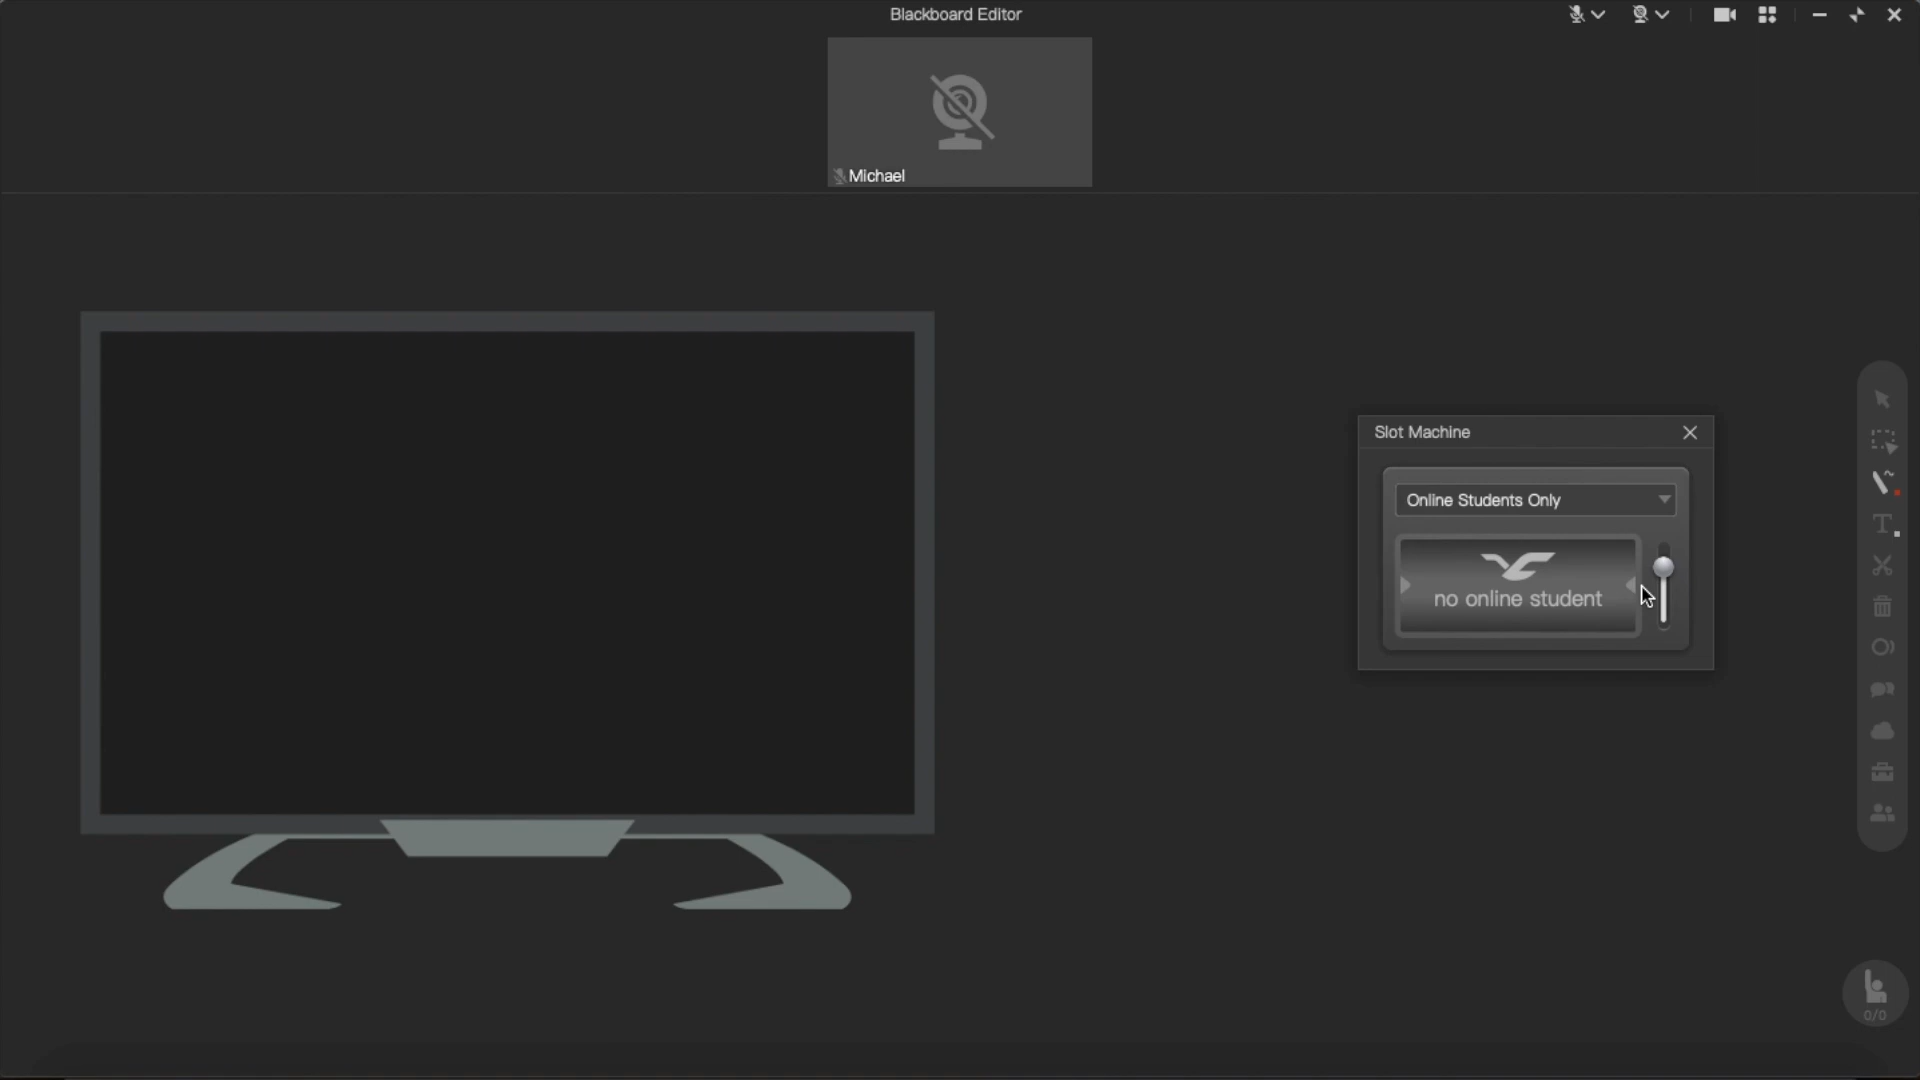 Blackboard Editor
Michael
Slot Machine
Online Students Only
no online student
T
0/0